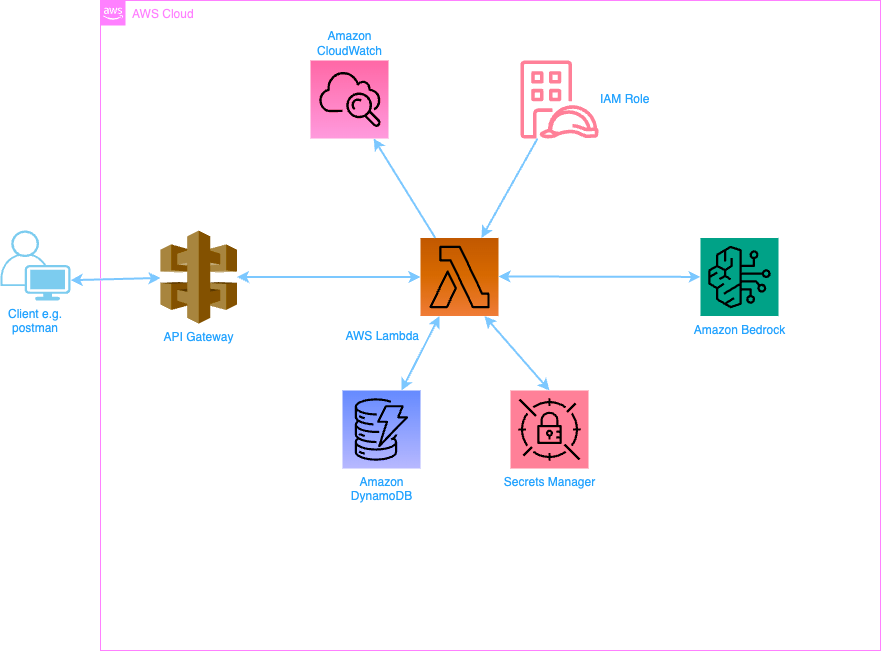 aws
AWS Cloud
Amazon
CloudWatch
IAM Role
Client e.g.
postman
API Gateway
AWS Lambda
Amazon Bedrock
Amazon
DynamoDB
Secrets Manager